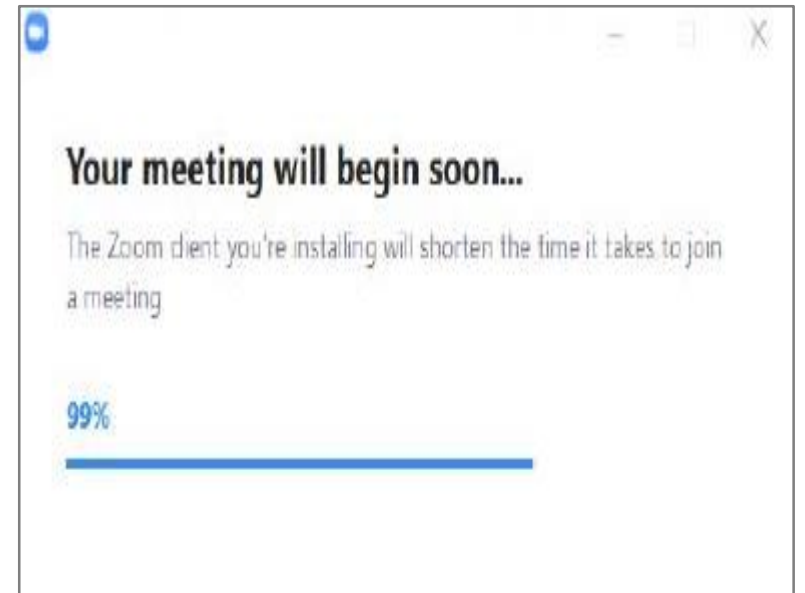 Your meeting will begin soon...
The Zoom client you're installing will shorten the time it takes to join
a meeting
99%